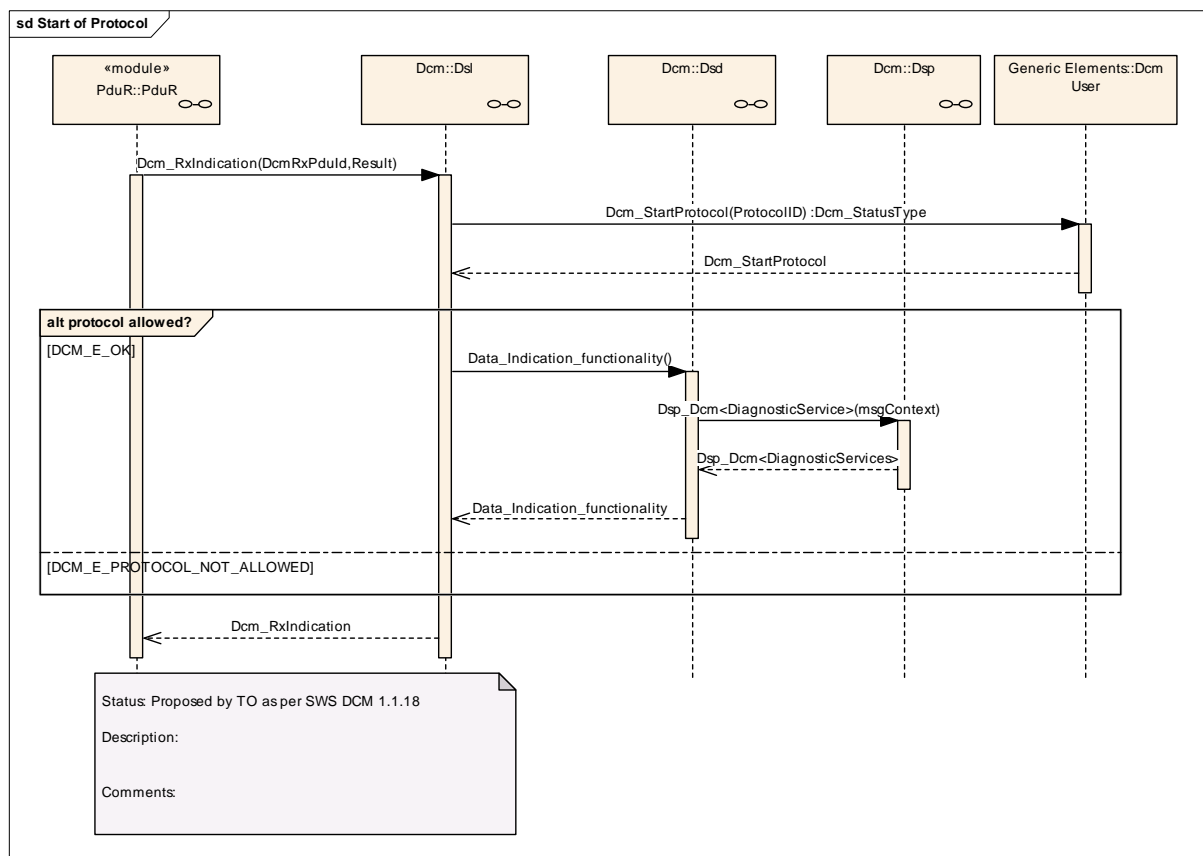 sd Start of Protocol
«module»
PduR::PduR
Dcm::Dsl
Dcm::Dsd
Dcm::Dsp
Generic Elements::Dcm
User
Dcm_RxIndication(DcmRxPduId,Result)
Dcm_StartProtocol(ProtocolID) :Dcm_StatusType
Dcm_StartProtocol
alt protocol allowed?
[DCM_E_OK]
Data_Indication_functionality()
Dsp_Dcm<DiagnosticService>(msgContext)
Dsp_Dcm<DiagnosticServices>
Data_Indication_functionality
[DCM_E_PROTOCOL_NOT_ALLOWED]
Dcm_RxIndication
Status: Proposed by TO as per SWS DCM 1.1.18
Description:
Comments: